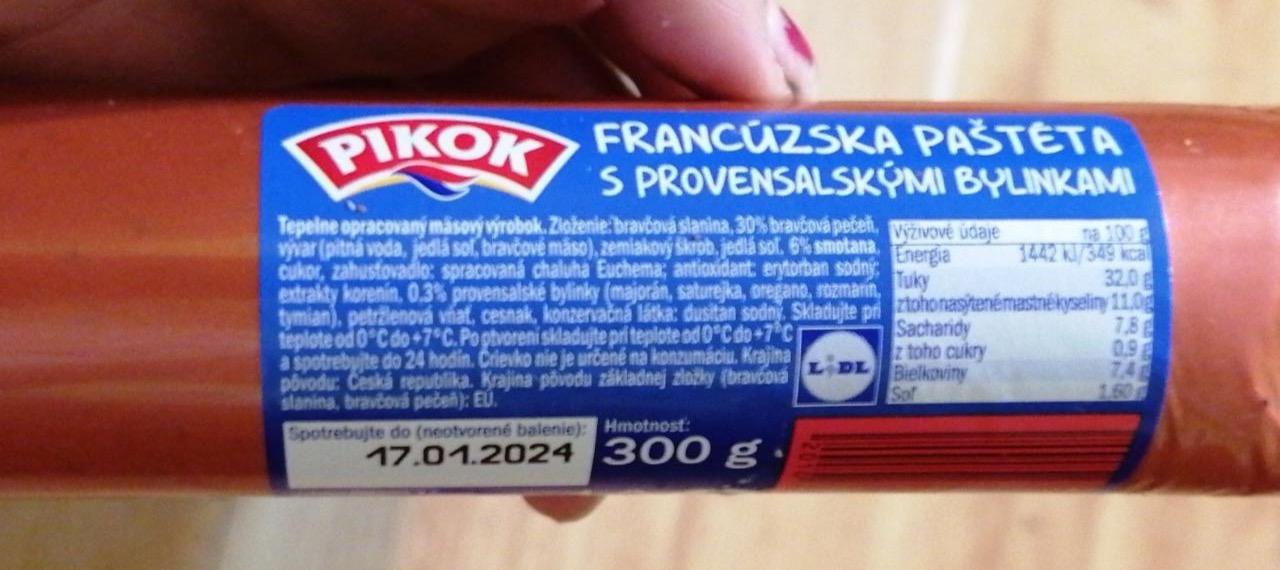 PIKOK
FRANCÚZSKA PAŠTÉTA
S PROVENSALSKÝMI BYLINKAMI
Tepelne opracovaný mäsový výrobok. Zloženie: bravčová slanina, 30% bravčová pečeň,
vývar (pitná voda, jedlá soľ, bravčové mäso), zemiakový škrob, jedlá soľ, 6% smotana,
cukor, zahusťovadlo: spracovaná chaluha Euchema; antioxidant: erytorban sodný;
extrakty korenín, 0,3% provensalské bylinky (majorán, saturejka, oregano, rozmarín,
tymian), petržlenová vňať, cesnak, konzervačná látka: dusitan sodný. Skladujte pri
teplote od 0°C do +7°C. Po otvorení skladujte pri teplote od 0°C do +7°C
a spotrebujte do 24 hodín. Črievko nie je určené na konzumáciu. Krajina
pôvodu: Česká republika. Krajina pôvodu základnej zložky (bravčová
slanina, bravčová pečeň): EÚ.
LIDL
Výživové údaje na 100 g
Energia 1442 kJ/349 kcal
Tuky 32,0 g
z toho nasýtené mastné kyseliny 11,0g
Sacharidy 7,8 g
z toho cukry 0,9 g
Bielkoviny 7,4 g
Soľ 1,60 g
Spotrebujte do (neotvorené balenie):
17.01.2024
Hmotnosť:
300 g